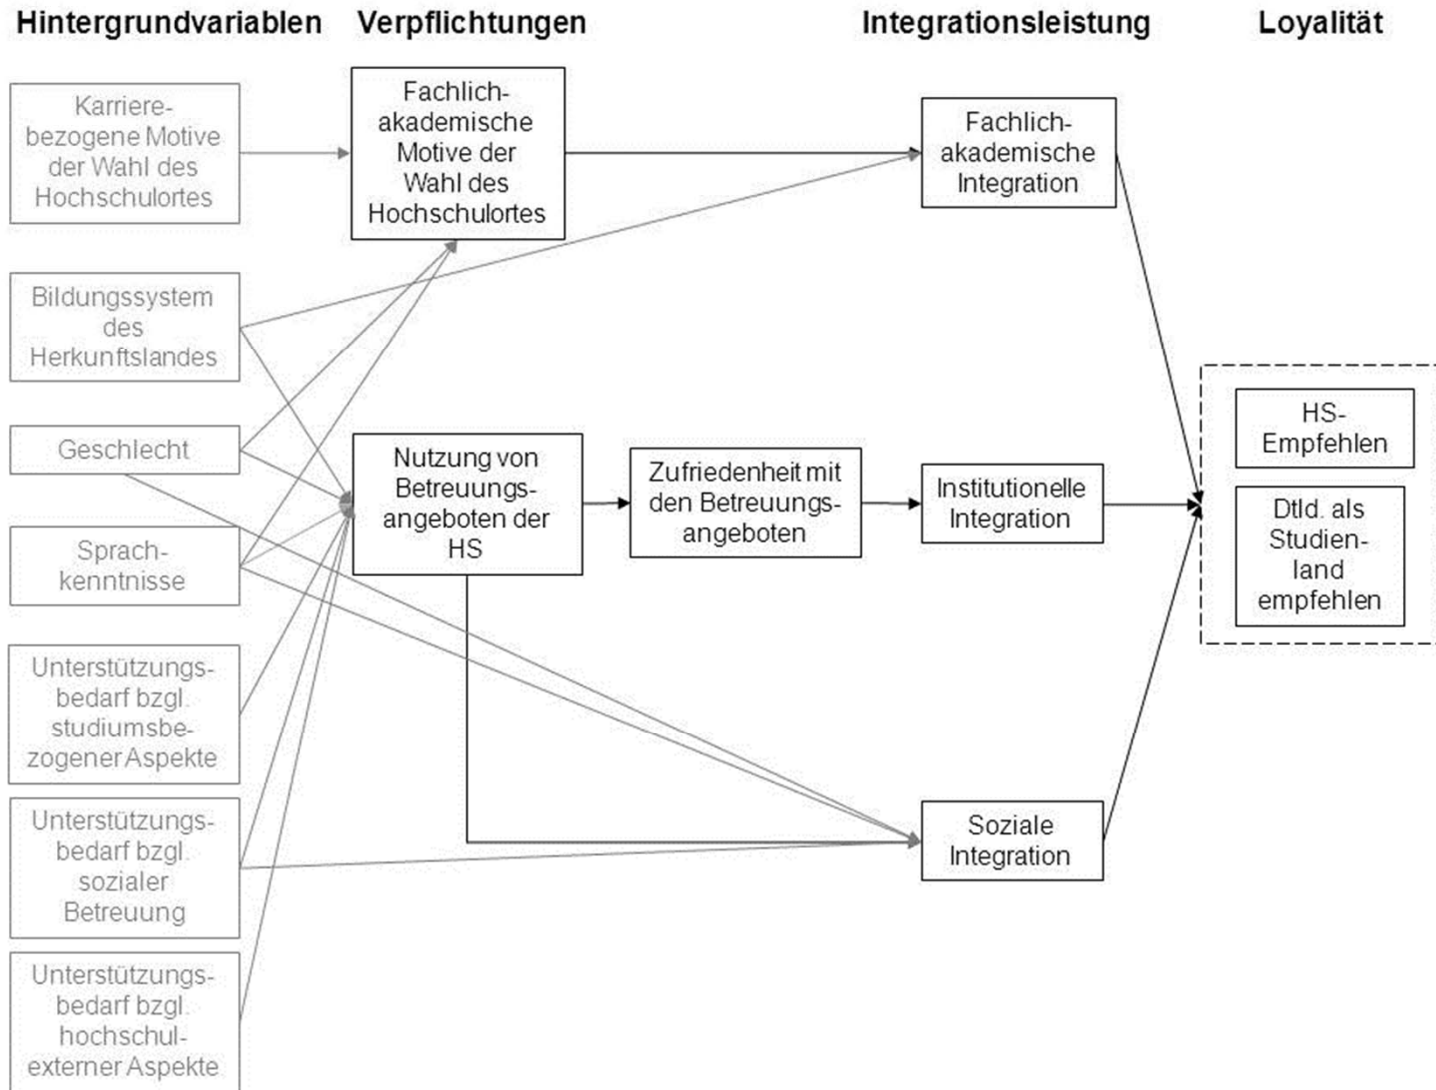 Hintergrundvariablen
Verpflichtungen
Integrationsleistung
Loyalität
Karriere-
bezogene Motive
der Wahl des
Hochschulortes
Bildungssystem
des
Herkunftslandes
Geschlecht
Sprach-
kenntnisse
Unterstützungs-
bedarf bzgl.
studiumsbe-
zogener Aspekte
Unterstützungs-
bedarf bzgl.
sozialer
Betreuung
Unterstützungs-
bedarf bzgl.
hochschul-
externer Aspekte
Fachlich-
akademische
Motive der
Wahl des
Hochschulortes
Nutzung von
Betreuungs-
angeboten der
HS
Zufriedenheit mit
den Betreuungs-
angeboten
Fachlich-
akademische
Integration
Institutionelle
Integration
Soziale
Integration
HS-
Empfehlen
Dtld. als
Studien-
land
empfehlen